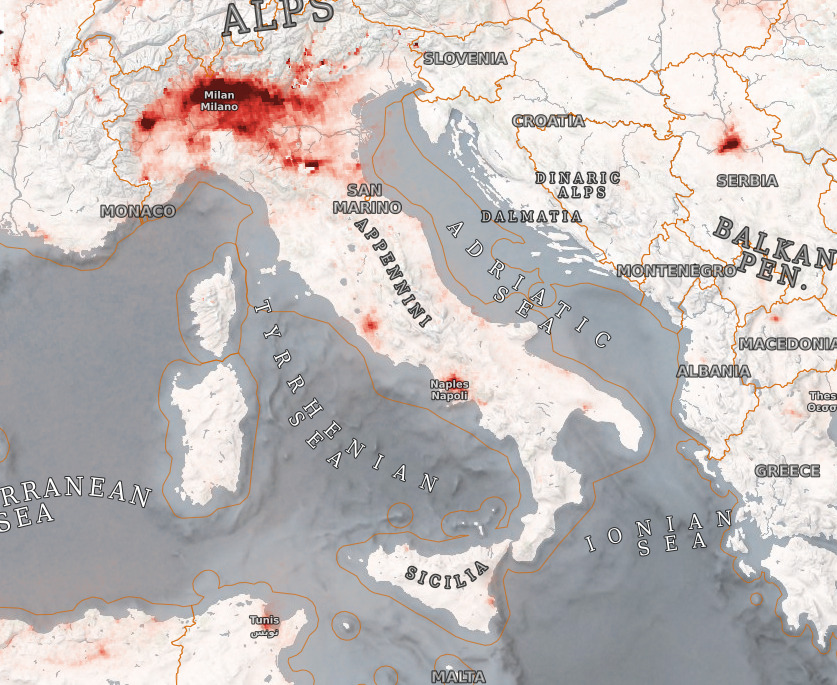 ALPS
SLOVENIA
Milan
Milano
CROATIA
DINARIC
ALPS
SERBIA
SAN
MARINO
MONACO
DALMATIA
BALKAN
PEN.
APPENNINI
ADRIATIC
SEA
MONTENEGRO
TYRRHENIAN
SEA
MACEDONIA
ALBANIA
Naples
Napoli
Thes
Θεσσ
GREECE
RRANEAN
SEA
IONIAN
SEA
SICILIA
Tunis
تونس
MALTA